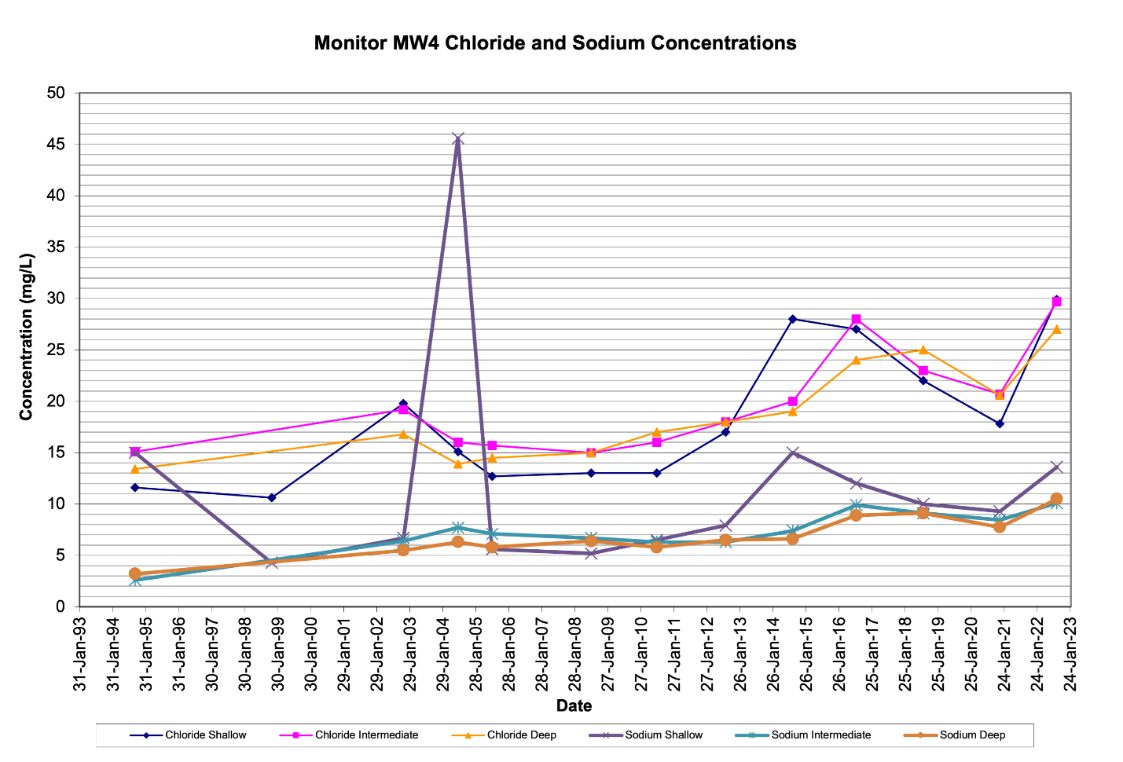 Monitor MW4 Chloride and Sodium Concentrations
50
45
40
35
30
25
20
15
10
5
0
Concentration (mg/L)
31-Jan-93
31-Jan-94
31-Jan-95
31-Jan-96
30-Jan-97
30-Jan-98
30-Jan-99
30-Jan-00
29-Jan-01
29-Jan-02
29-Jan-03
29-Jan-04
28-Jan-05
28-Jan-06
28-Jan-07
28-Jan-08
27-Jan-09
27-Jan-10
27-Jan-11
27-Jan-12
26-Jan-13
26-Jan-14
26-Jan-15
26-Jan-16
25-Jan-17
25-Jan-18
25-Jan-19
25-Jan-20
24-Jan-21
24-Jan-22
24-Jan-23
Date
Chloride Shallow Chloride Intermediate Chloride Deep Sodium Shallow Sodium Intermediate Sodium Deep